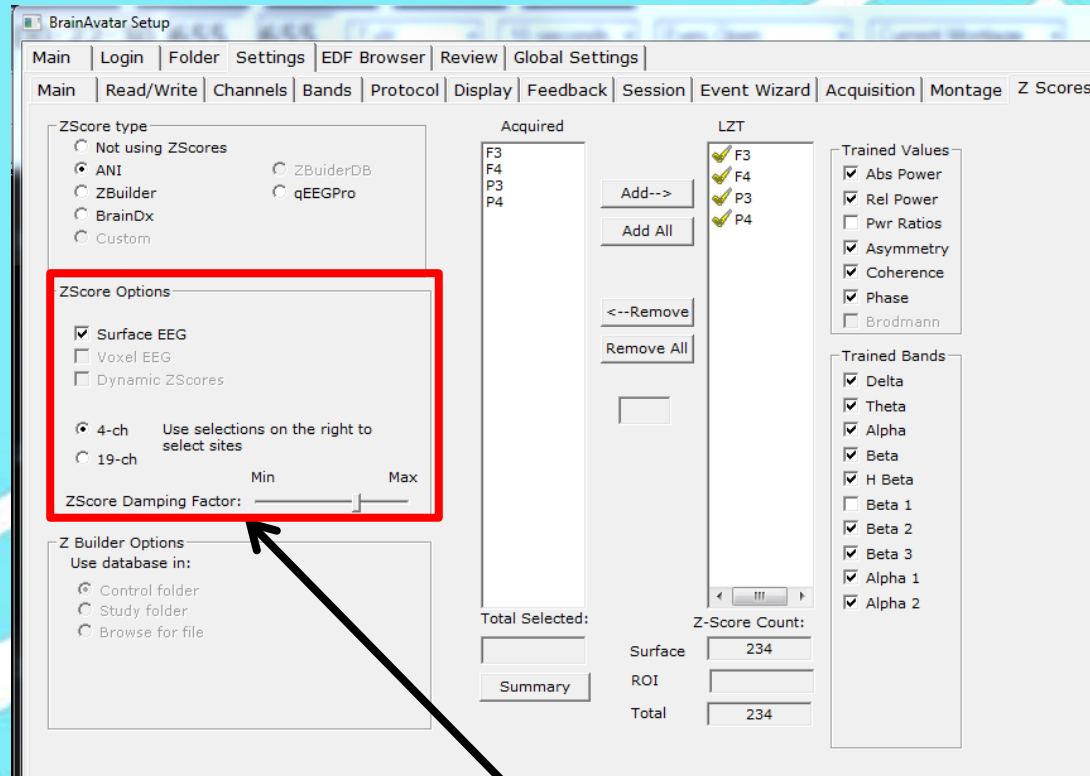 BrainAvatar Setup
Main Login Folder Settings EDF Browser Review Global Settings
Main Read/Write Channels Bands Protocol Display Feedback Session Event Wizard Acquisition Montage Z Scores
ZScore type
Not using ZScores
ANI ZBuiderDB
ZBuilder qEEGPro
BrainDx
Custom
ZScore Options
Surface EEG
Voxel EEG
Dynamic ZScores
4-ch Use selections on the right to
select sites
19-ch
Min Max
ZScore Damping Factor:
Z Builder Options
Use database in:
Control folder
Study folder
Browse for file
Acquired
F3
F4
P3
P4
Total Selected:
Summary
Add-->
Add All
<--Remove
Remove All
LZT
F3
F4
P3
P4
Z-Score Count:
Surface 234
ROI
Total 234
Trained Values
Abs Power
Rel Power
Pwr Ratios
Asymmetry
Coherence
Phase
Brodmann
Trained Bands
Delta
Theta
Alpha
Beta
H Beta
Beta 1
Beta 2
Beta 3
Alpha 1
Alpha 2